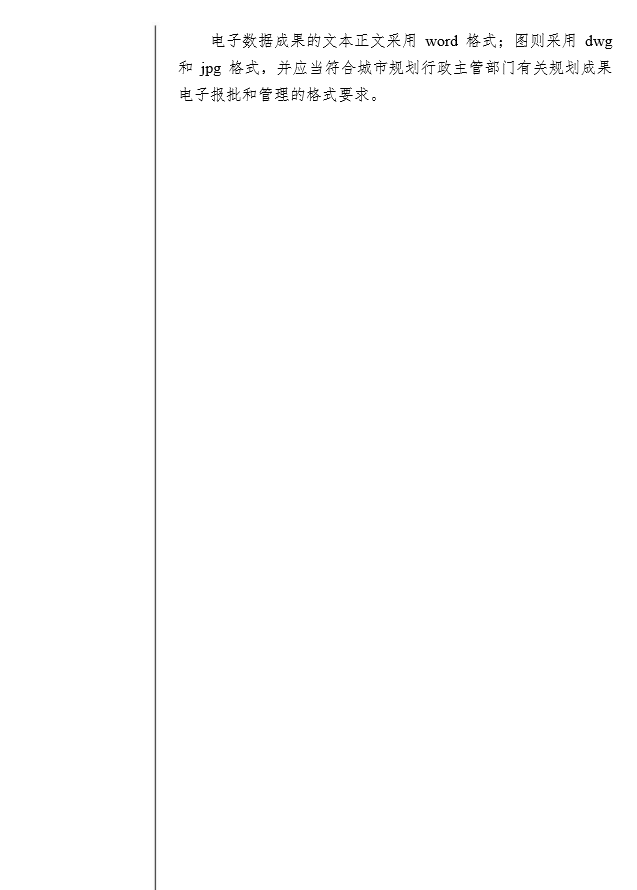 电子数据成果的文本正文采用 word 格式；图则采用 dwg
和 jpg 格式，并应当符合城市规划行政主管部门有关规划成果
电子报批和管理的格式要求。